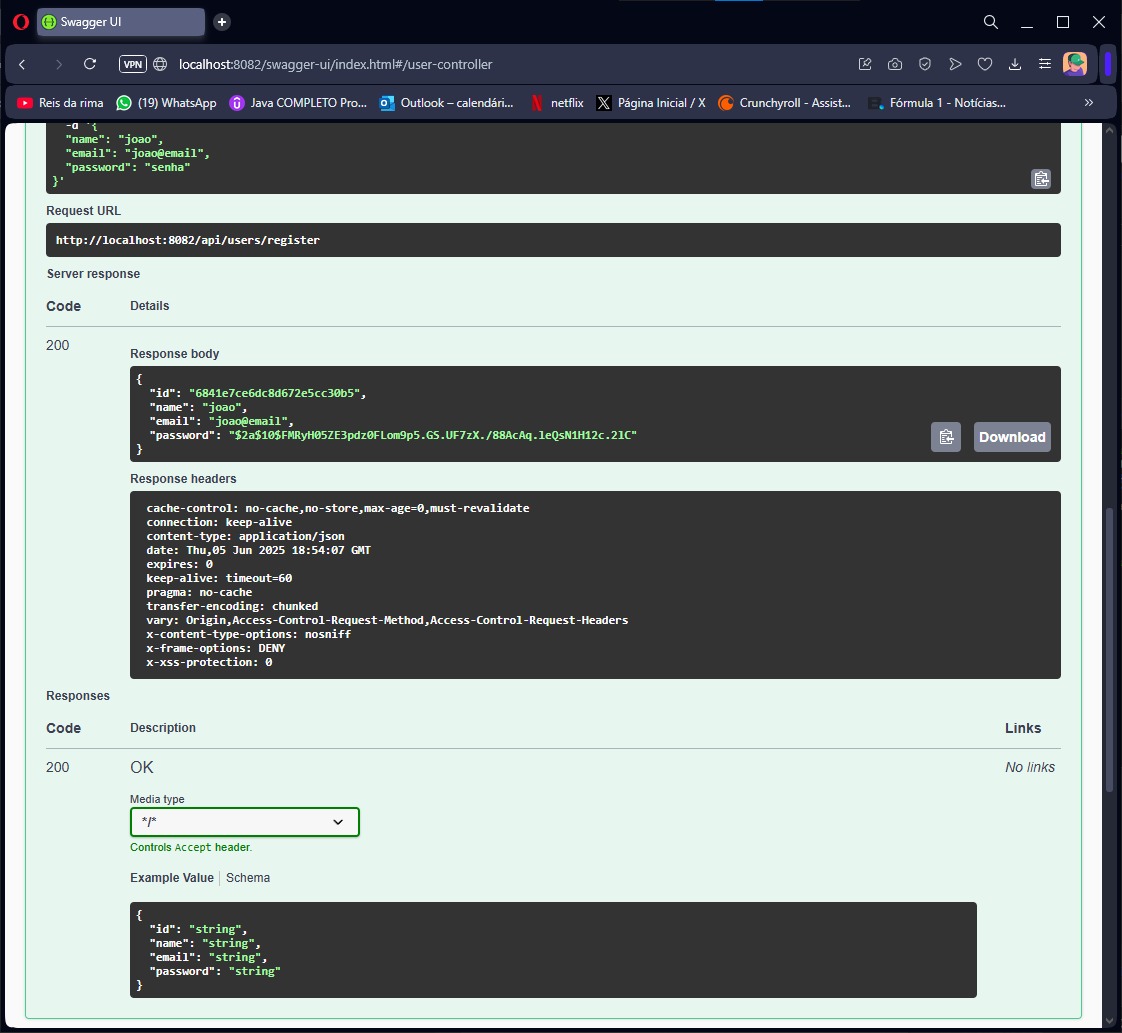 Swagger UI
VPN
localhost:8082/swagger-ui/index.html#/user-controller
Reis da rima
(19) WhatsApp
Java COMPLETO Pro...
Outlook – calendári...
netflix
Página Inicial / X
Crunchyroll - Assist...
Fórmula 1 - Notícias...
-d '{
"name": "joao",
"email": "joao@email",
"password": "senha"
}'
Request URL
http://localhost:8082/api/users/register
Server response
Code Details
200
Response body
{
"id": "6841e7ce6dc8d672e5cc30b5",
"name": "joao",
"email": "joao@email",
"password": "$2a$10$FMRyH05ZE3pdz0FLom9p5.GS.UF7zX./88AcAq.leQsN1H12c.2lC"
}
Download
Response headers
cache-control: no-cache,no-store,max-age=0,must-revalidate
connection: keep-alive
content-type: application/json
date: Thu,05 Jun 2025 18:54:07 GMT
expires: 0
keep-alive: timeout=60
pragma: no-cache
transfer-encoding: chunked
vary: Origin,Access-Control-Request-Method,Access-Control-Request-Headers
x-content-type-options: nosniff
x-frame-options: DENY
x-xss-protection: 0
Responses
Code Description Links
200 OK No links
Media type
*/*
Controls Accept header.
Example Value Schema
{
"id": "string",
"name": "string",
"email": "string",
"password": "string"
}